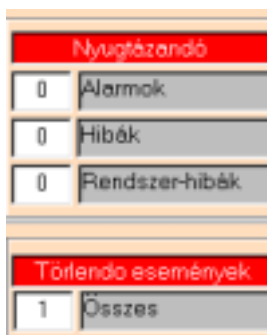 Nyugtázandó
0 Alarmok
0 Hibák
0 Rendszer-hibák
Törlendo események
1 Összes